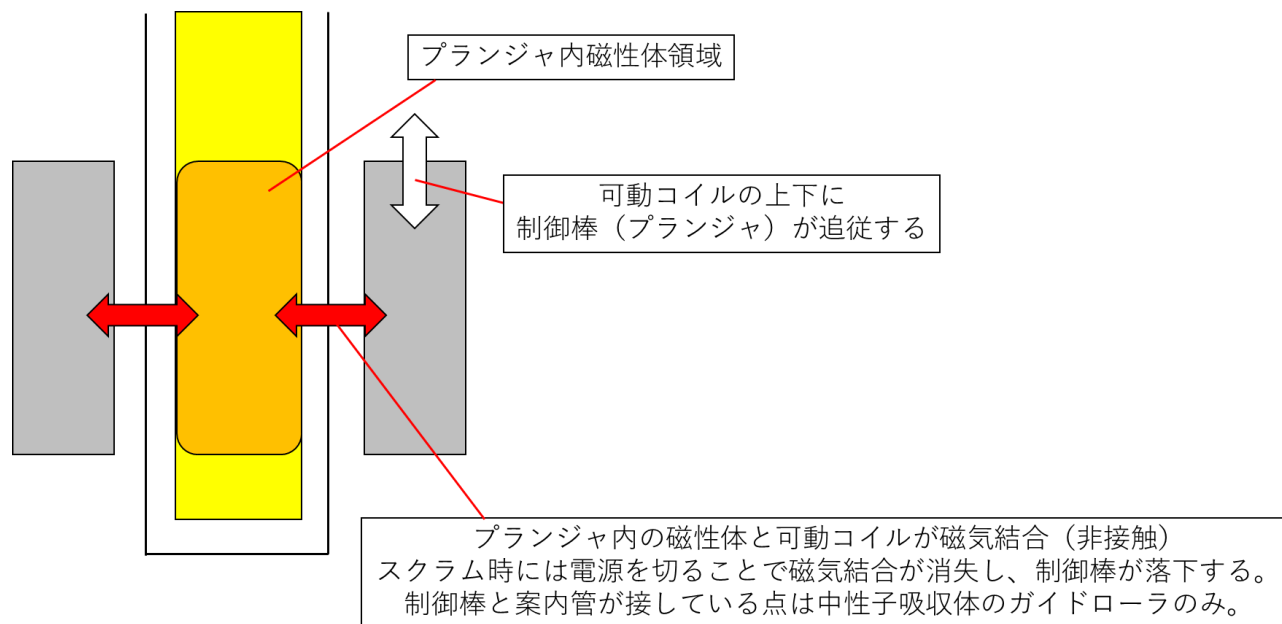 プランジャ内磁性体領域
可動コイルの上下に
制御棒（プランジャ）が追従する
プランジャ内の磁性体と可動コイルが磁気結合（非接触）
スクラム時には電源を切ることで磁気結合が消失し、制御棒が落下する。
制御棒と案内管が接している点は中性子吸収体のガイドローラのみ。